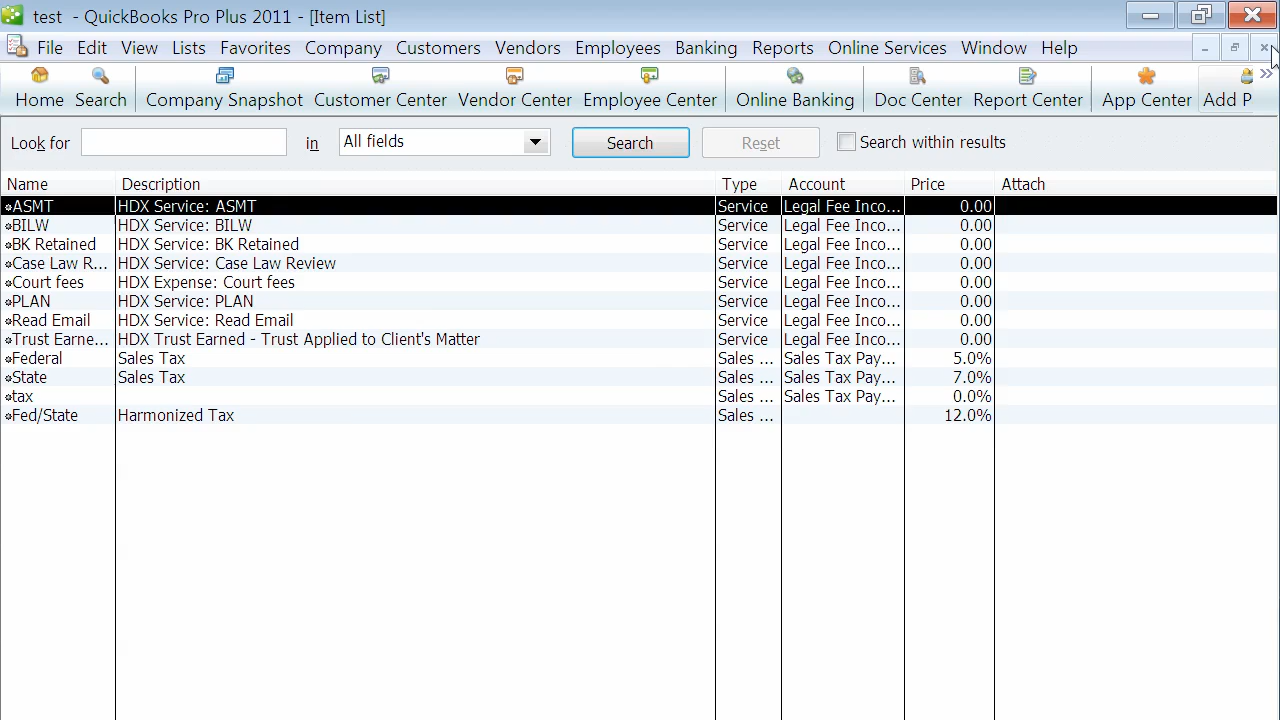 test - QuickBooks Pro Plus 2011 - [Item List]
File Edit View Lists Favorites Company Customers Vendors Employees Banking Reports Online Services Window Help
Home Search Company Snapshot Customer Center Vendor Center Employee Center Online Banking Doc Center Report Center App Center Add P
Look for in All fields Search Reset Search within results
Name Description Type Account Price Attach
ASMT HDX Service: ASMT Service Legal Fee Inco... 0.00
BILW HDX Service: BILW Service Legal Fee Inco... 0.00
BK Retained HDX Service: BK Retained Service Legal Fee Inco... 0.00
Case Law R... HDX Service: Case Law Review Service Legal Fee Inco... 0.00
Court fees HDX Expense: Court fees Service Legal Fee Inco... 0.00
PLAN HDX Service: PLAN Service Legal Fee Inco... 0.00
Read Email HDX Service: Read Email Service Legal Fee Inco... 0.00
Trust Earne... HDX Trust Earned - Trust Applied to Client's Matter Service Legal Fee Inco... 0.00
Federal Sales Tax Sales ... Sales Tax Pay... 5.0%
State Sales Tax Sales ... Sales Tax Pay... 7.0%
tax Sales ... Sales Tax Pay... 0.0%
Fed/State Harmonized Tax Sales ... 12.0%